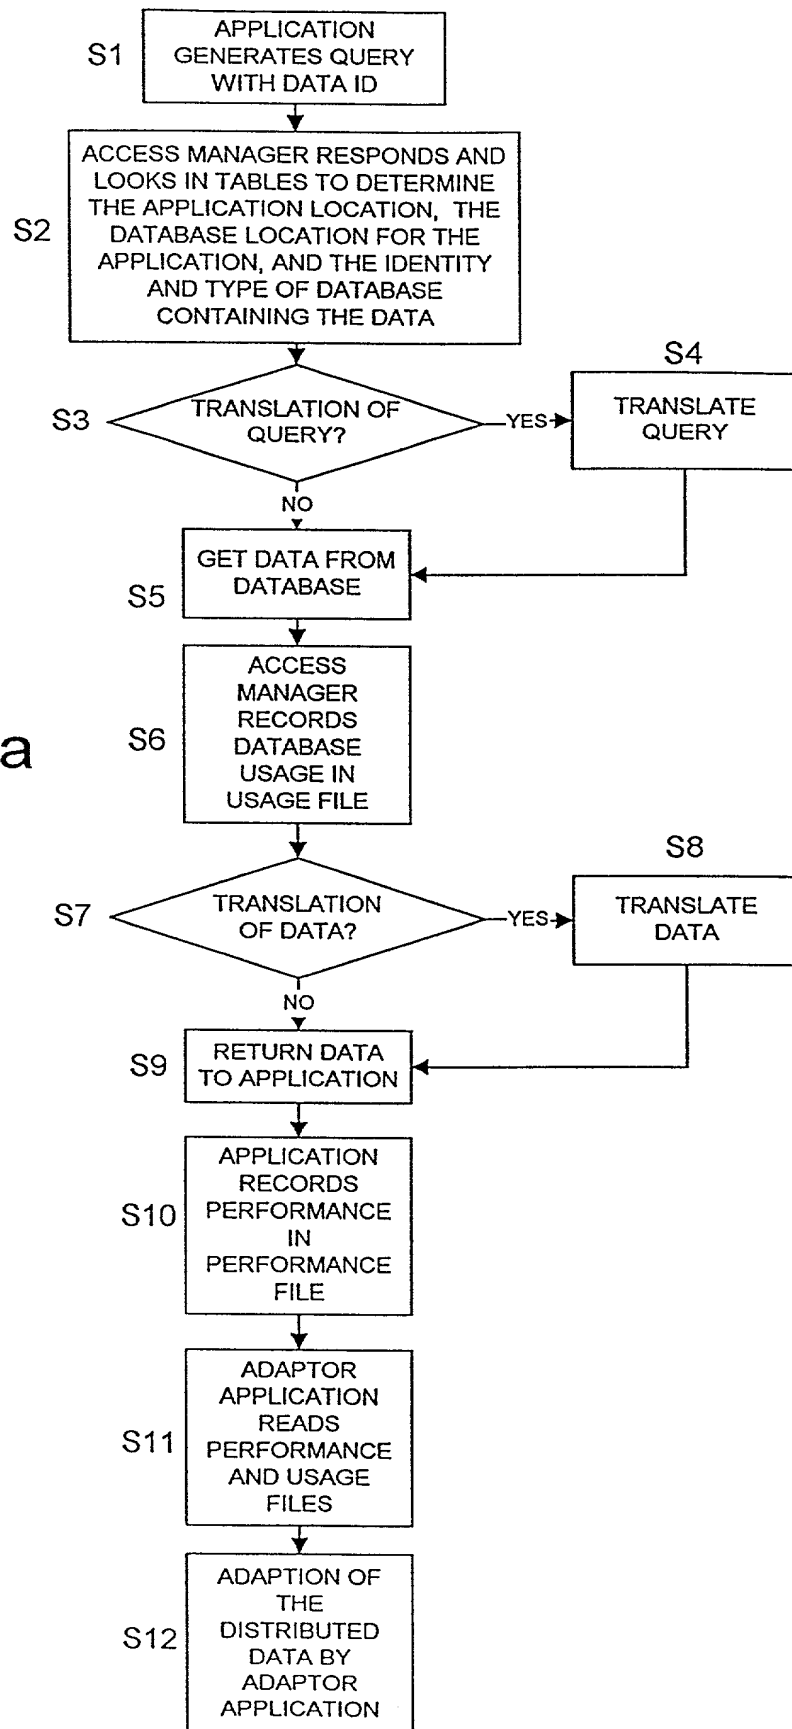 S1
APPLICATION
GENERATES QUERY
WITH DATA ID
S2
ACCESS MANAGER RESPONDS AND
LOOKS IN TABLES TO DETERMINE
THE APPLICATION LOCATION, THE
DATABASE LOCATION FOR THE
APPLICATION, AND THE IDENTITY
AND TYPE OF DATABASE
CONTAINING THE DATA
S3
TRANSLATION OF
QUERY?
YES
S4
TRANSLATE
QUERY
NO
S5
GET DATA FROM
DATABASE
a
S6
ACCESS
MANAGER
RECORDS
DATABASE
USAGE IN
USAGE FILE
S7
TRANSLATION
OF DATA?
YES
S8
TRANSLATE
DATA
NO
S9
RETURN DATA
TO APPLICATION
S10
APPLICATION
RECORDS
PERFORMANCE
IN
PERFORMANCE
FILE
S11
ADAPTOR
APPLICATION
READS
PERFORMANCE
AND USAGE
FILES
S12
ADAPTION OF
THE
DISTRIBUTED
DATA BY
ADAPTOR
APPLICATION